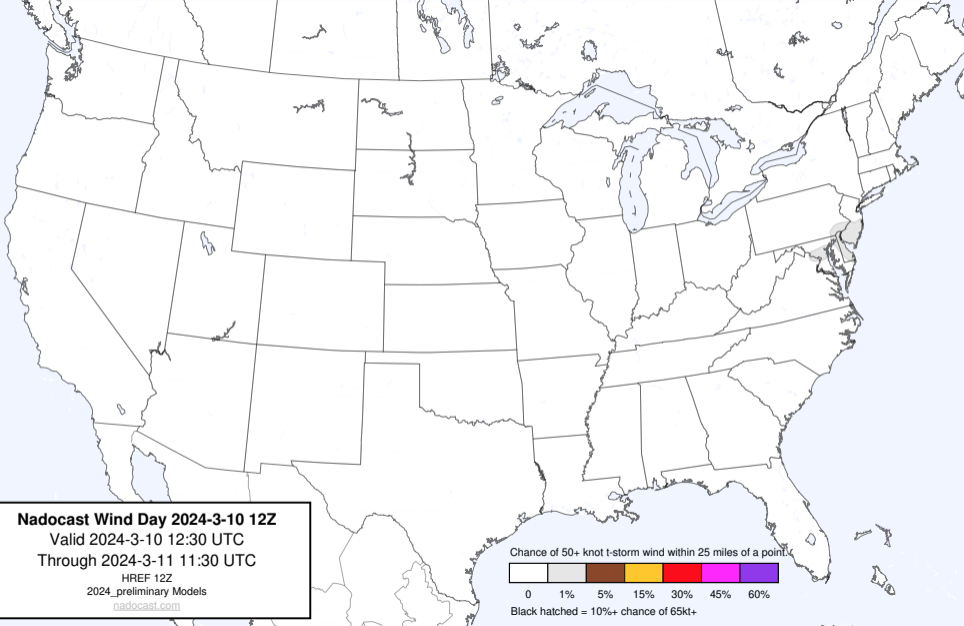 Nadocast Wind Day 2024-3-10 12Z
Valid 2024-3-10 12:30 UTC
Through 2024-3-11 11:30 UTC
HREF 12Z
2024_preliminary Models
nadocast.com
Chance of 50+ knot t-storm wind within 25 miles of a point.
0 1% 5% 15% 30% 45% 60%
Black hatched = 10%+ chance of 65kt+